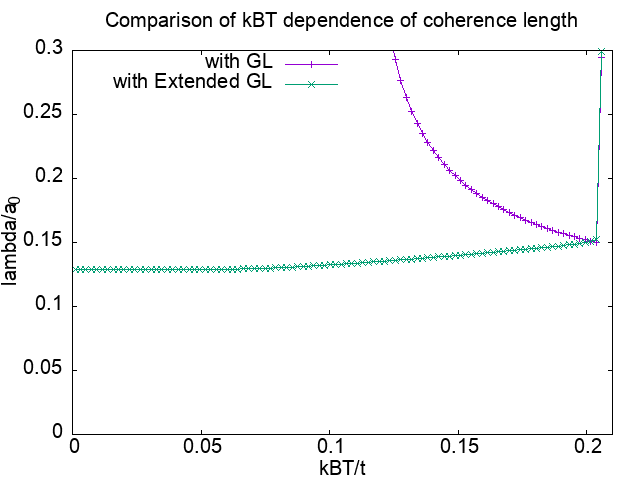 Comparison of kBT dependence of coherence length
with GL
with Extended GL
0.3
0.25
0.2
0.15
0.1
0.05
0
lambda/a0
0 0.05 0.1 0.15 0.2
kBT/t